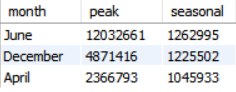 month peak seasonal
June 12032661 1262995
December 4871416 1225502
April 2366793 1045933